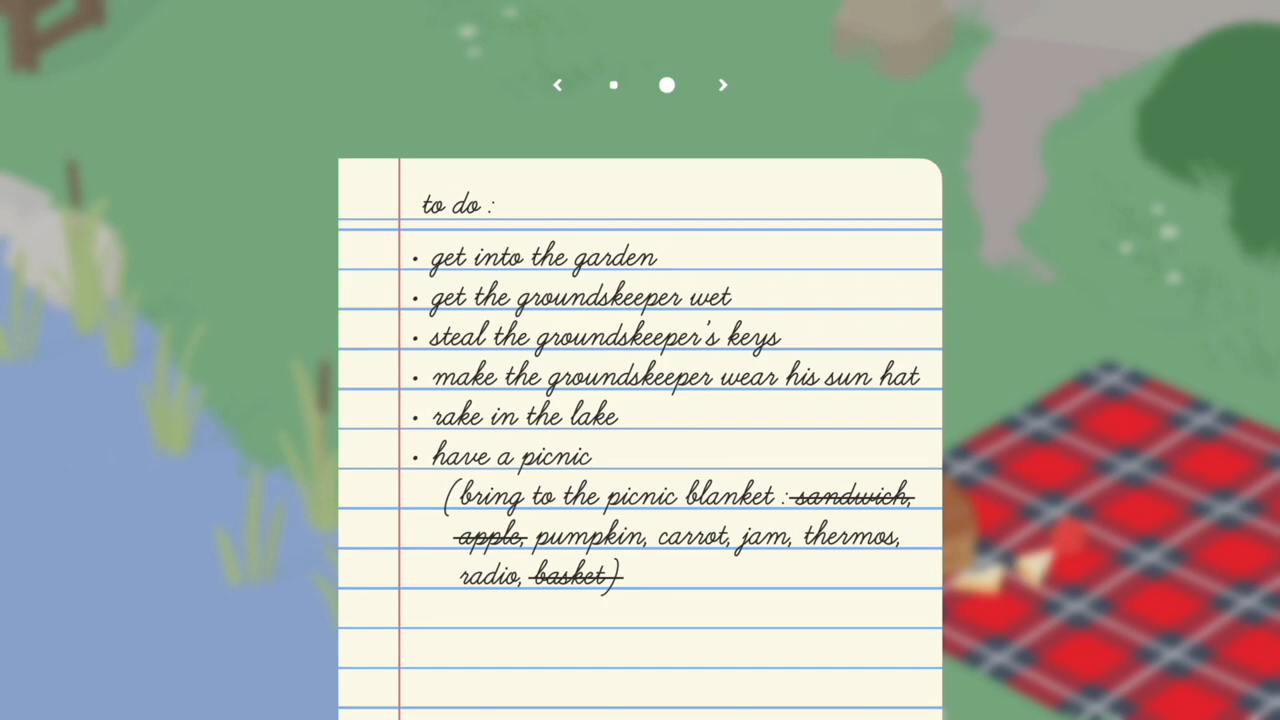 to do :
• get into the garden
• get the groundskeeper wet
• steal the groundskeeper's keys
• make the groundskeeper wear his sun hat
• rake in the lake
• have a picnic
(bring to the picnic blanket : sandwich,
apple, pumpkin, carrot, jam, thermos,
radio, basket)